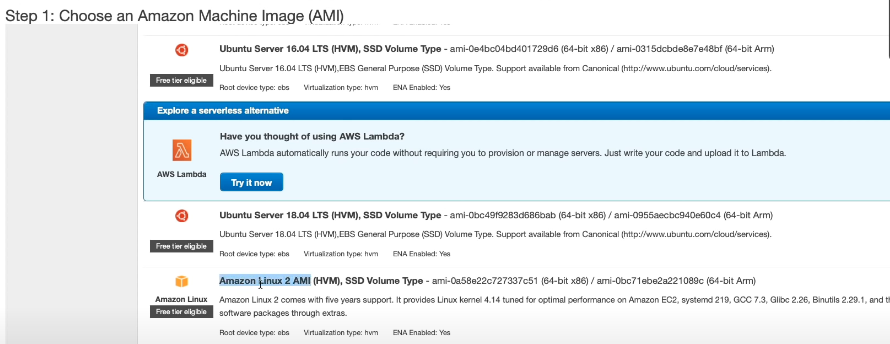 Step 1: Choose an Amazon Machine Image (AMI)
Ubuntu Server 16.04 LTS (HVM), SSD Volume Type - ami-0e4bc04bd401729d6 (64-bit x86) / ami-0315dcbde8e7e48bf (64-bit Arm)
Free tier eligible
Ubuntu Server 16.04 LTS (HVM),EBS General Purpose (SSD) Volume Type. Support available from Canonical (http://www.ubuntu.com/cloud/services).
Root device type: ebs Virtualization type: hvm ENA Enabled: Yes
Explore a serverless alternative
AWS Lambda
Have you thought of using AWS Lambda?
AWS Lambda automatically runs your code without requiring you to provision or manage servers. Just write your code and upload it to Lambda.
Try it now
Ubuntu Server 18.04 LTS (HVM), SSD Volume Type - ami-0bc49f9283d686bab (64-bit x86) / ami-0955aecbc940e60c4 (64-bit Arm)
Free tier eligible
Ubuntu Server 18.04 LTS (HVM),EBS General Purpose (SSD) Volume Type. Support available from Canonical (http://www.ubuntu.com/cloud/services).
Root device type: ebs Virtualization type: hvm ENA Enabled: Yes
Amazon Linux 2 AMI (HVM), SSD Volume Type - ami-0a58e22c727337c51 (64-bit x86) / ami-0bc71ebe2a221089c (64-bit Arm)
Amazon Linux
Free tier eligible
Amazon Linux 2 comes with five years support. It provides Linux kernel 4.14 tuned for optimal performance on Amazon EC2, systemd 219, GCC 7.3, Glibc 2.26, Binutils 2.29.1, and
software packages through extras.
Root device type: ebs Virtualization type: hvm ENA Enabled: Yes